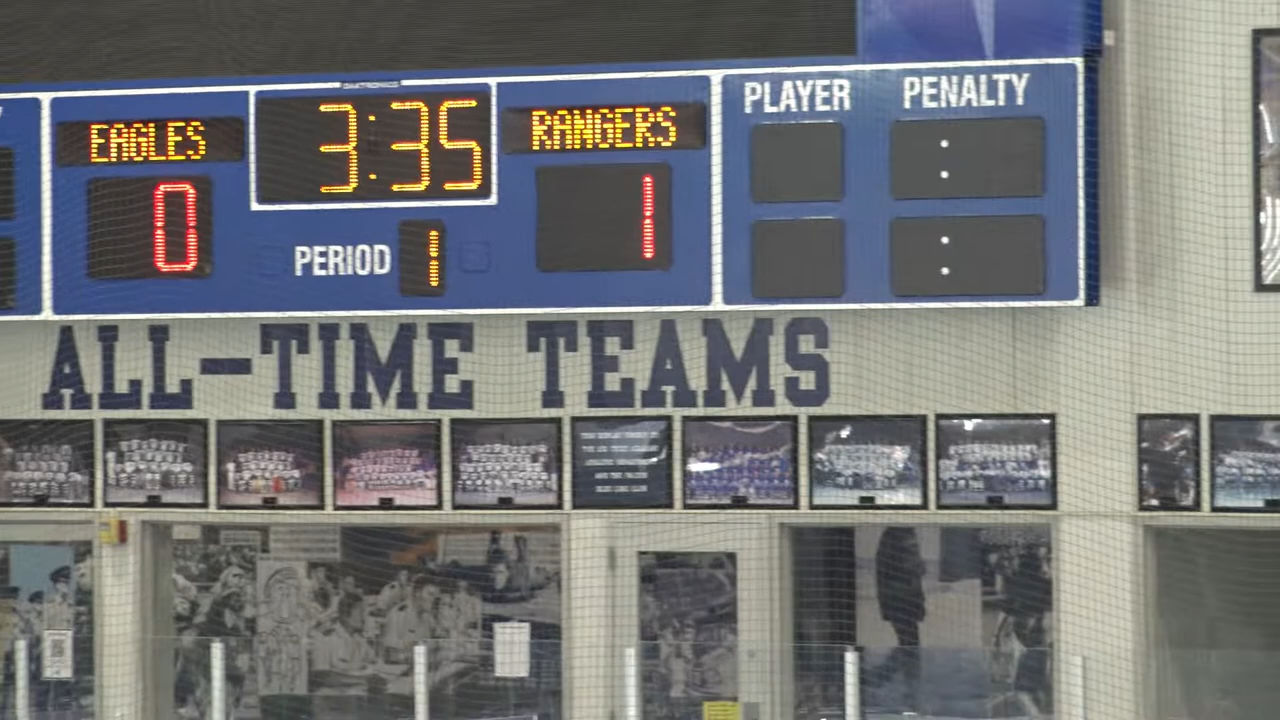 PLAYER PENALTY
EAGLES 3:35 RANGERS
0 PERIOD 1 1
ALL-TIME TEAMS